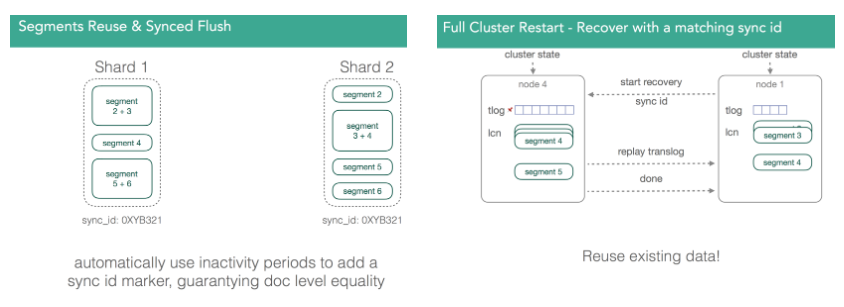 Segments Reuse & Synced Flush
Shard 1
segment
2 + 3
segment 4
segment
5 + 6
sync_id: 0XYB321
Shard 2
segment 2
segment
3 + 4
segment 5
segment 6
sync_id: 0XYB321
automatically use inactivity periods to add a
sync id marker, guarantying doc level equality
Full Cluster Restart - Recover with a matching sync id
cluster state
node 4
tlog
lcn
segment 4
segment 5
start recovery
sync id
replay translog
done
cluster state
node 1
tlog
lcn
segment 3
segment 4
Reuse existing data!